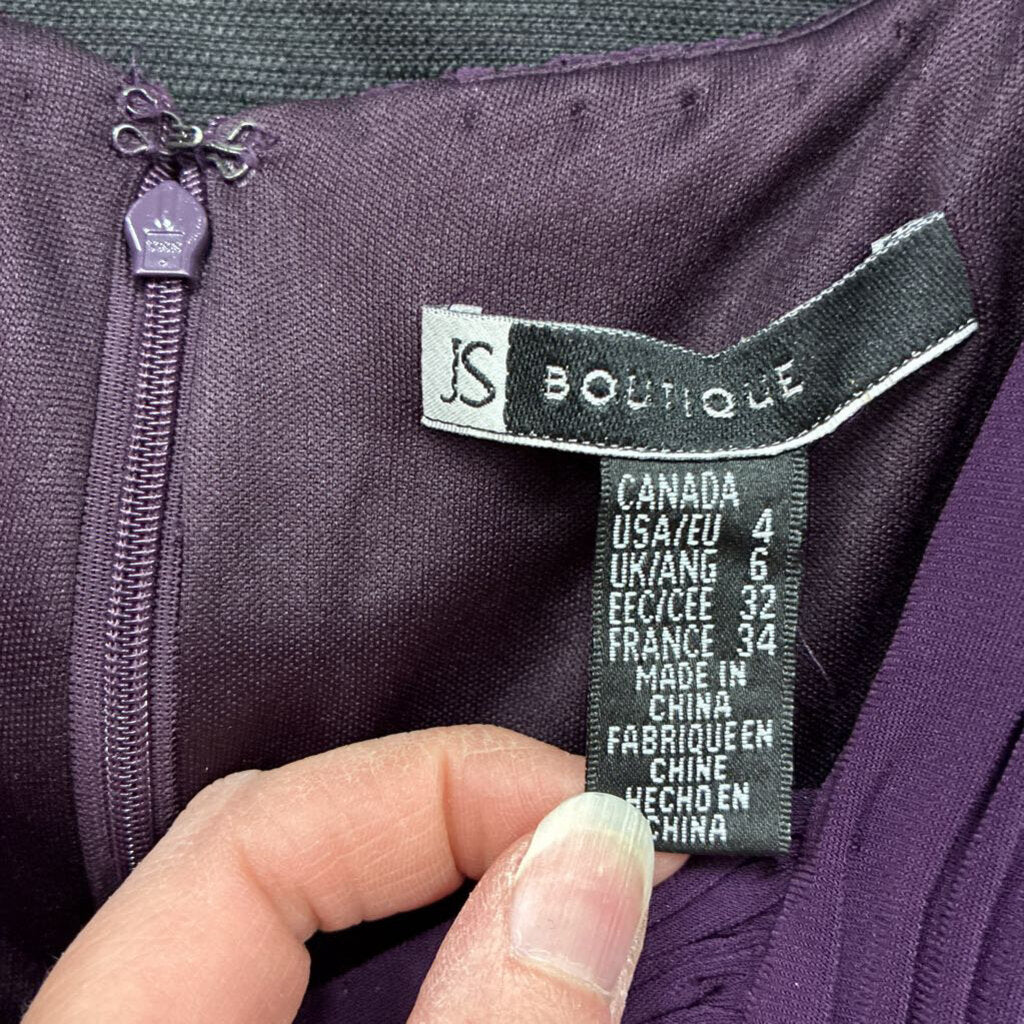 JS BOUTIQUE
CANADA
USA/EU 4
UK/ANG 6
EEC/CEE 32
FRANCE 34
MADE IN
CHINA
FABRIQUE EN
CHINE
HECHO EN
CHINA